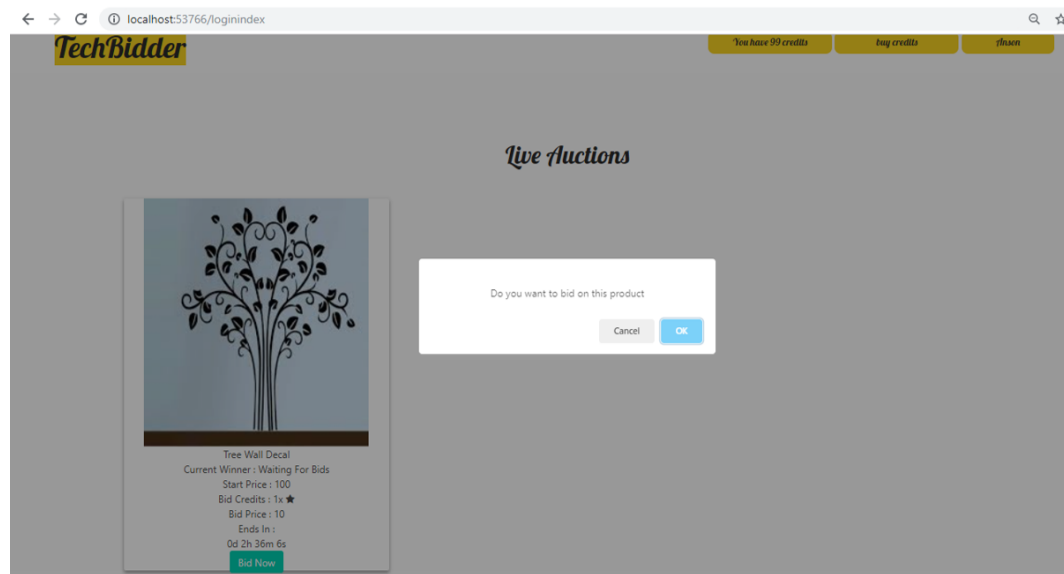 localhost:53766/loginindex
TechBidder
You have 99 credits
buy credits
Anson
Live Auctions
Do you want to bid on this product
Cancel
OK
Tree Wall Decal
Current Winner : Waiting For Bids
Start Price : 100
Bid Credits : 1x ★
Bid Price : 10
Ends In :
0d 2h 36m 6s
Bid Now